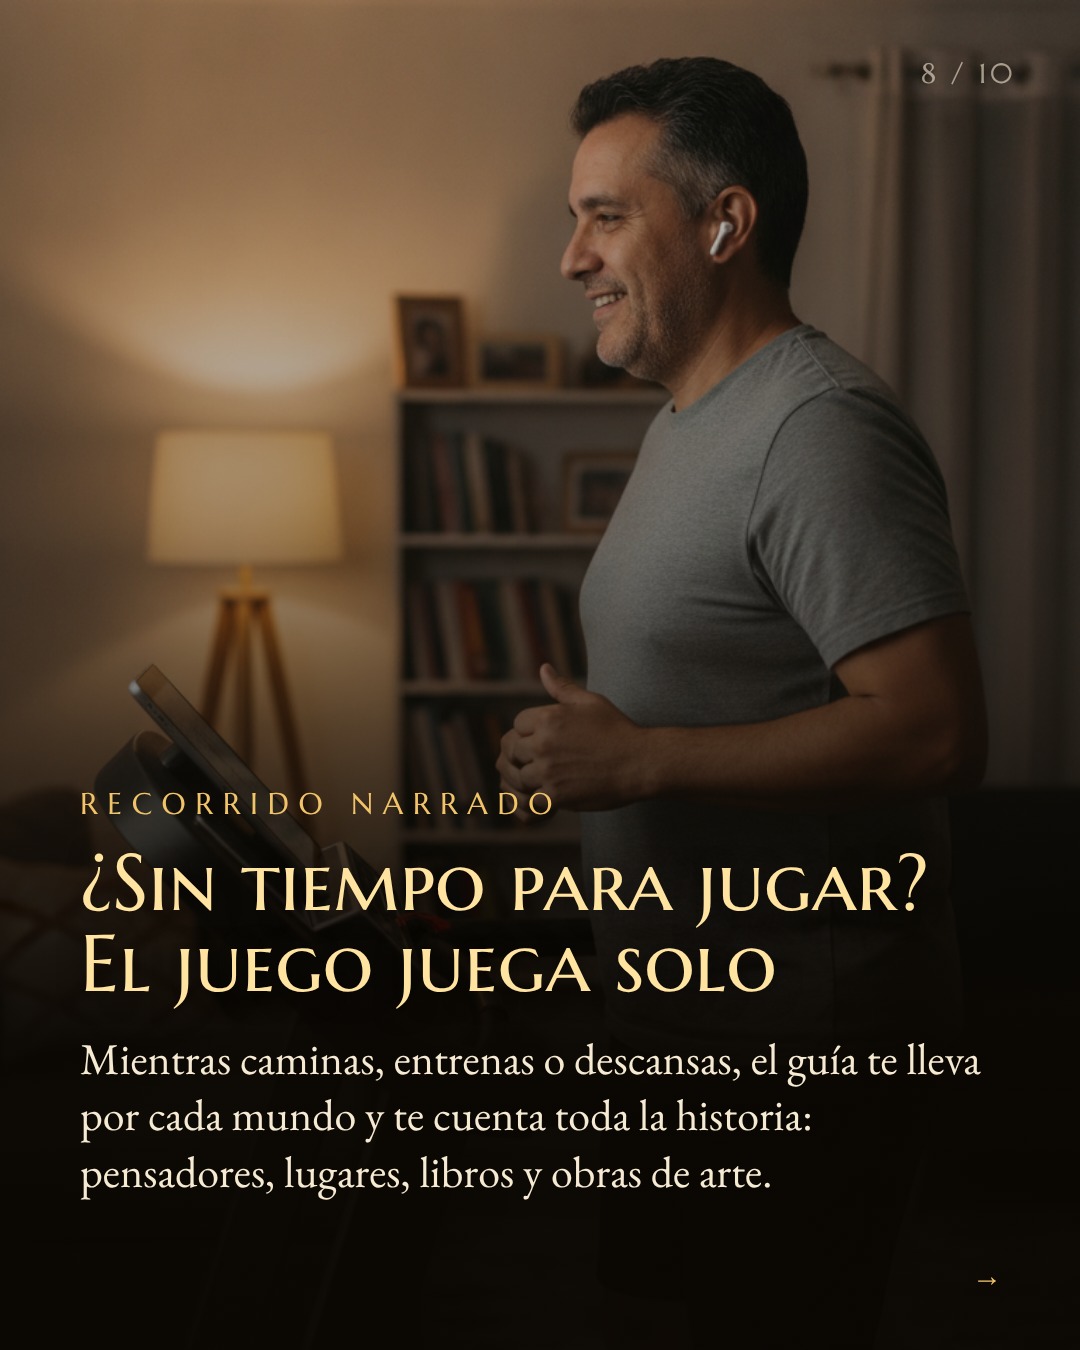 8 / 10
RECORRIDO NARRADO
¿Sin tiempo para jugar?
El juego juega solo
Mientras caminas, entrenas o descansas, el guía te lleva
por cada mundo y te cuenta toda la historia:
pensadores, lugares, libros y obras de arte.
→